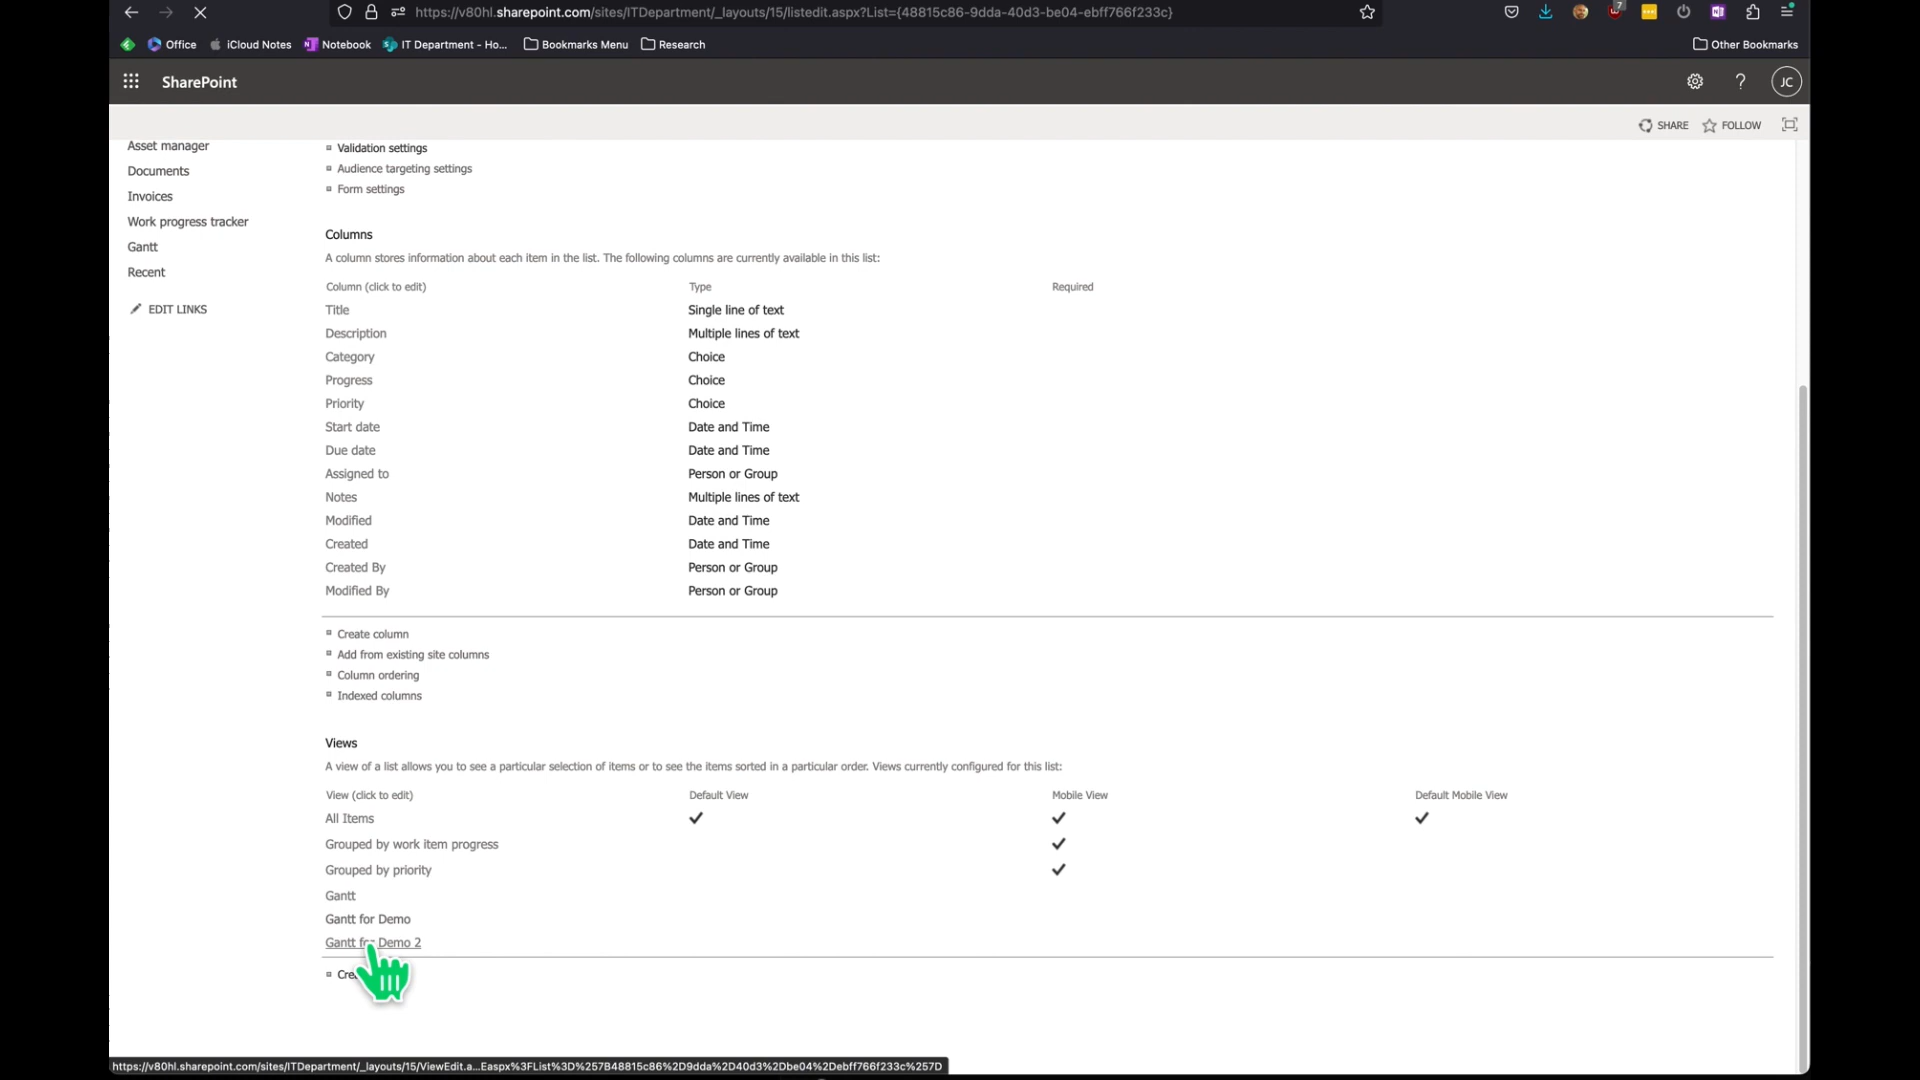 https://v80hl.sharepoint.com/sites/ITDepartment/_layouts/15/listedit.aspx?List={48815c86-9dda-40d3-be04-ebff766f233c}
7
Office
iCloud Notes
Notebook
IT Department - Ho...
Bookmarks Menu
Research
Other Bookmarks
SharePoint
?
JC
SHARE
FOLLOW
Asset manager
Documents
Invoices
Work progress tracker
Gantt
Recent
EDIT LINKS
Validation settings
Audience targeting settings
Form settings
Columns
A column stores information about each item in the list. The following columns are currently available in this list:
Column (click to edit) Type Required
Title Single line of text
Description Multiple lines of text
Category Choice
Progress Choice
Priority Choice
Start date Date and Time
Due date Date and Time
Assigned to Person or Group
Notes Multiple lines of text
Modified Date and Time
Created Date and Time
Created By Person or Group
Modified By Person or Group
Create column
Add from existing site columns
Column ordering
Indexed columns
Views
A view of a list allows you to see a particular selection of items or to see the items sorted in a particular order. Views currently configured for this list:
View (click to edit) Default View Mobile View Default Mobile View
All Items
Grouped by work item progress
Grouped by priority
Gantt
Gantt for Demo
Gantt for Demo 2
https://v80hl.sharepoint.com/sites/ITDepartment/_layouts/15/ViewEdit.a...Easpx%3FList%3D%257B48815c86%2D9dda%2D40d3%2Dbe04%2Debff766f233c%257D